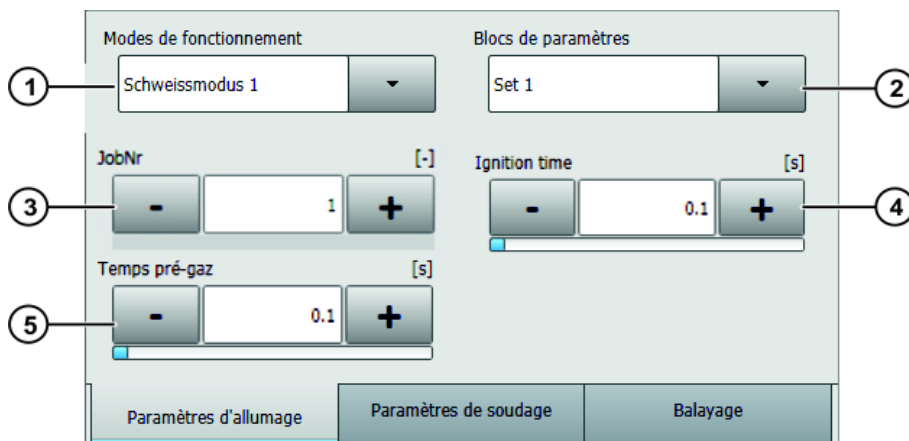 Modes de fonctionnement
Blocs de paramètres
1
Schweissmodus 1
Set 1
2
JobNr
[-]
Ignition time
[s]
3
-
1
+
-
0.1
+
4
Temps pré-gaz
[s]
5
-
0.1
+
Paramètres d'allumage
Paramètres de soudage
Balayage